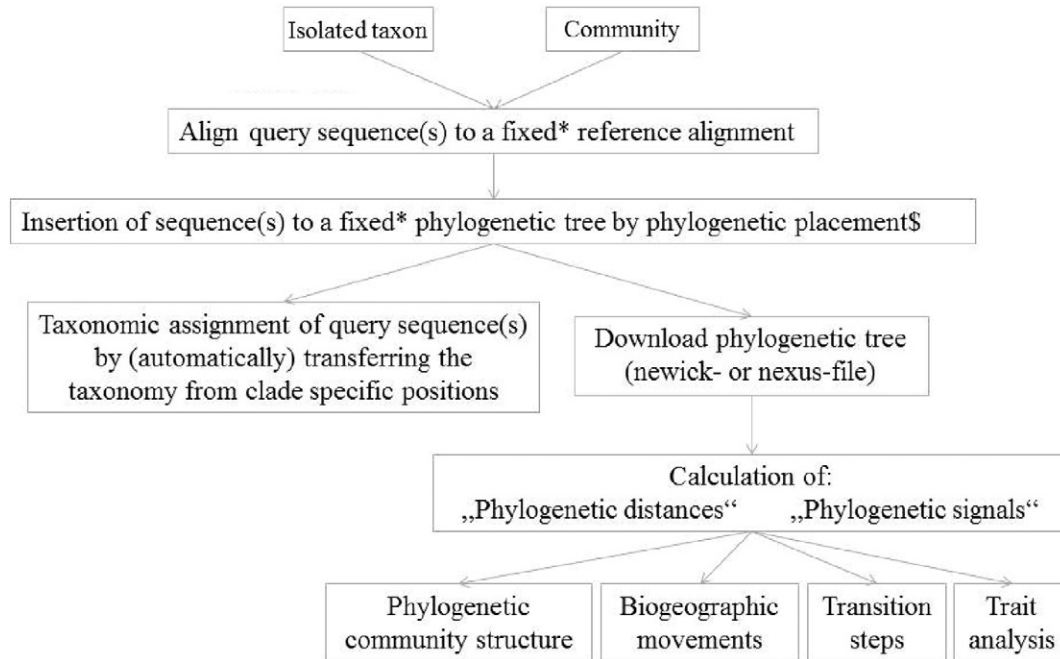 Isolated taxon
Community
Align query sequence(s) to a fixed* reference alignment
Insertion of sequence(s) to a fixed* phylogenetic tree by phylogenetic placement$
Taxonomic assignment of query sequence(s)
by (automatically) transferring the
taxonomy from clade specific positions
Download phylogenetic tree
(newick- or nexus-file)
Calculation of:
„Phylogenetic distances“ „Phylogenetic signals“
Phylogenetic
community structure
Biogeographic
movements
Transition
steps
Trait
analysis